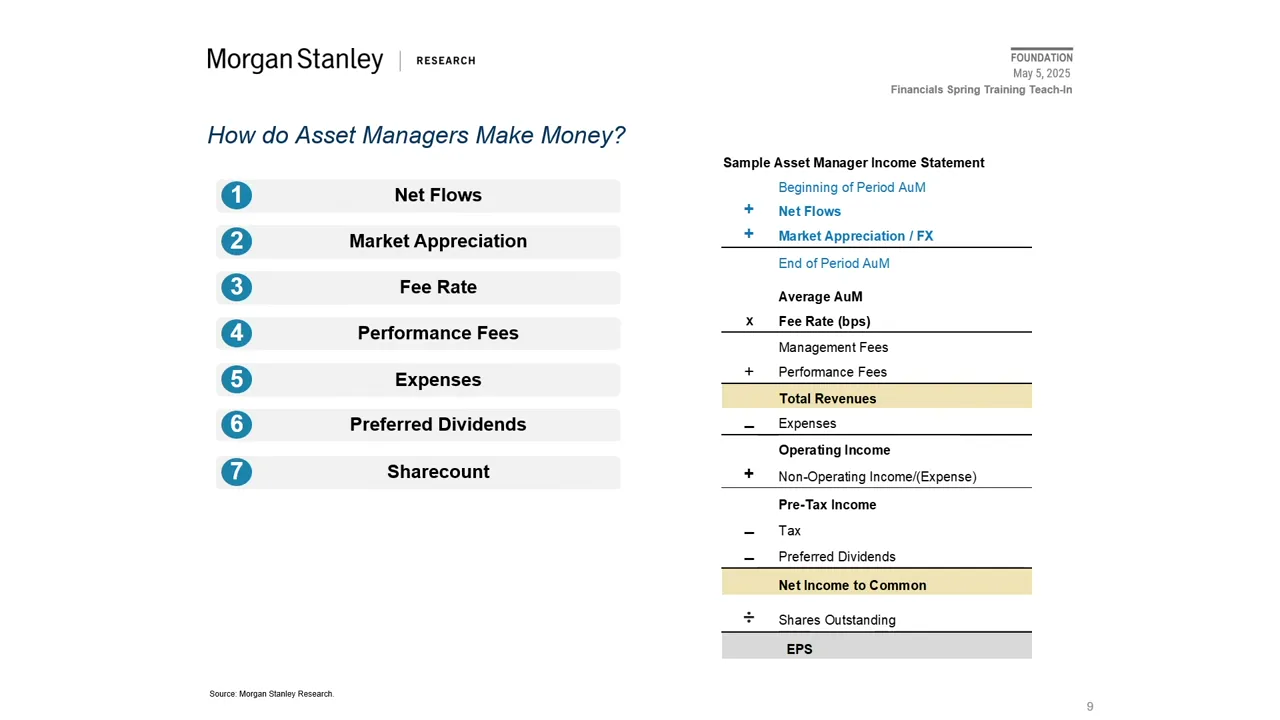 Morgan Stanley | RESEARCH
FOUNDATION
May 5, 2025
Financials Spring Training Teach-In
How do Asset Managers Make Money?
1 Net Flows
2 Market Appreciation
3 Fee Rate
4 Performance Fees
5 Expenses
6 Preferred Dividends
7 Sharecount
Sample Asset Manager Income Statement
Beginning of Period AuM
+ Net Flows
+ Market Appreciation / FX
End of Period AuM
Average AuM
x Fee Rate (bps)
Management Fees
+ Performance Fees
Total Revenues
– Expenses
Operating Income
+ Non-Operating Income/(Expense)
Pre-Tax Income
– Tax
– Preferred Dividends
Net Income to Common
÷ Shares Outstanding
EPS
Source: Morgan Stanley Research.
9